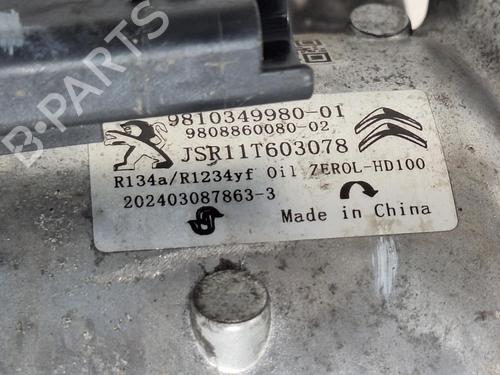 9810349980-01
9808860080-02
JSR11T603078
R134a/R1234yf Oil ZEROL-HD100
202403087863-3
Made in China
B-PARTS